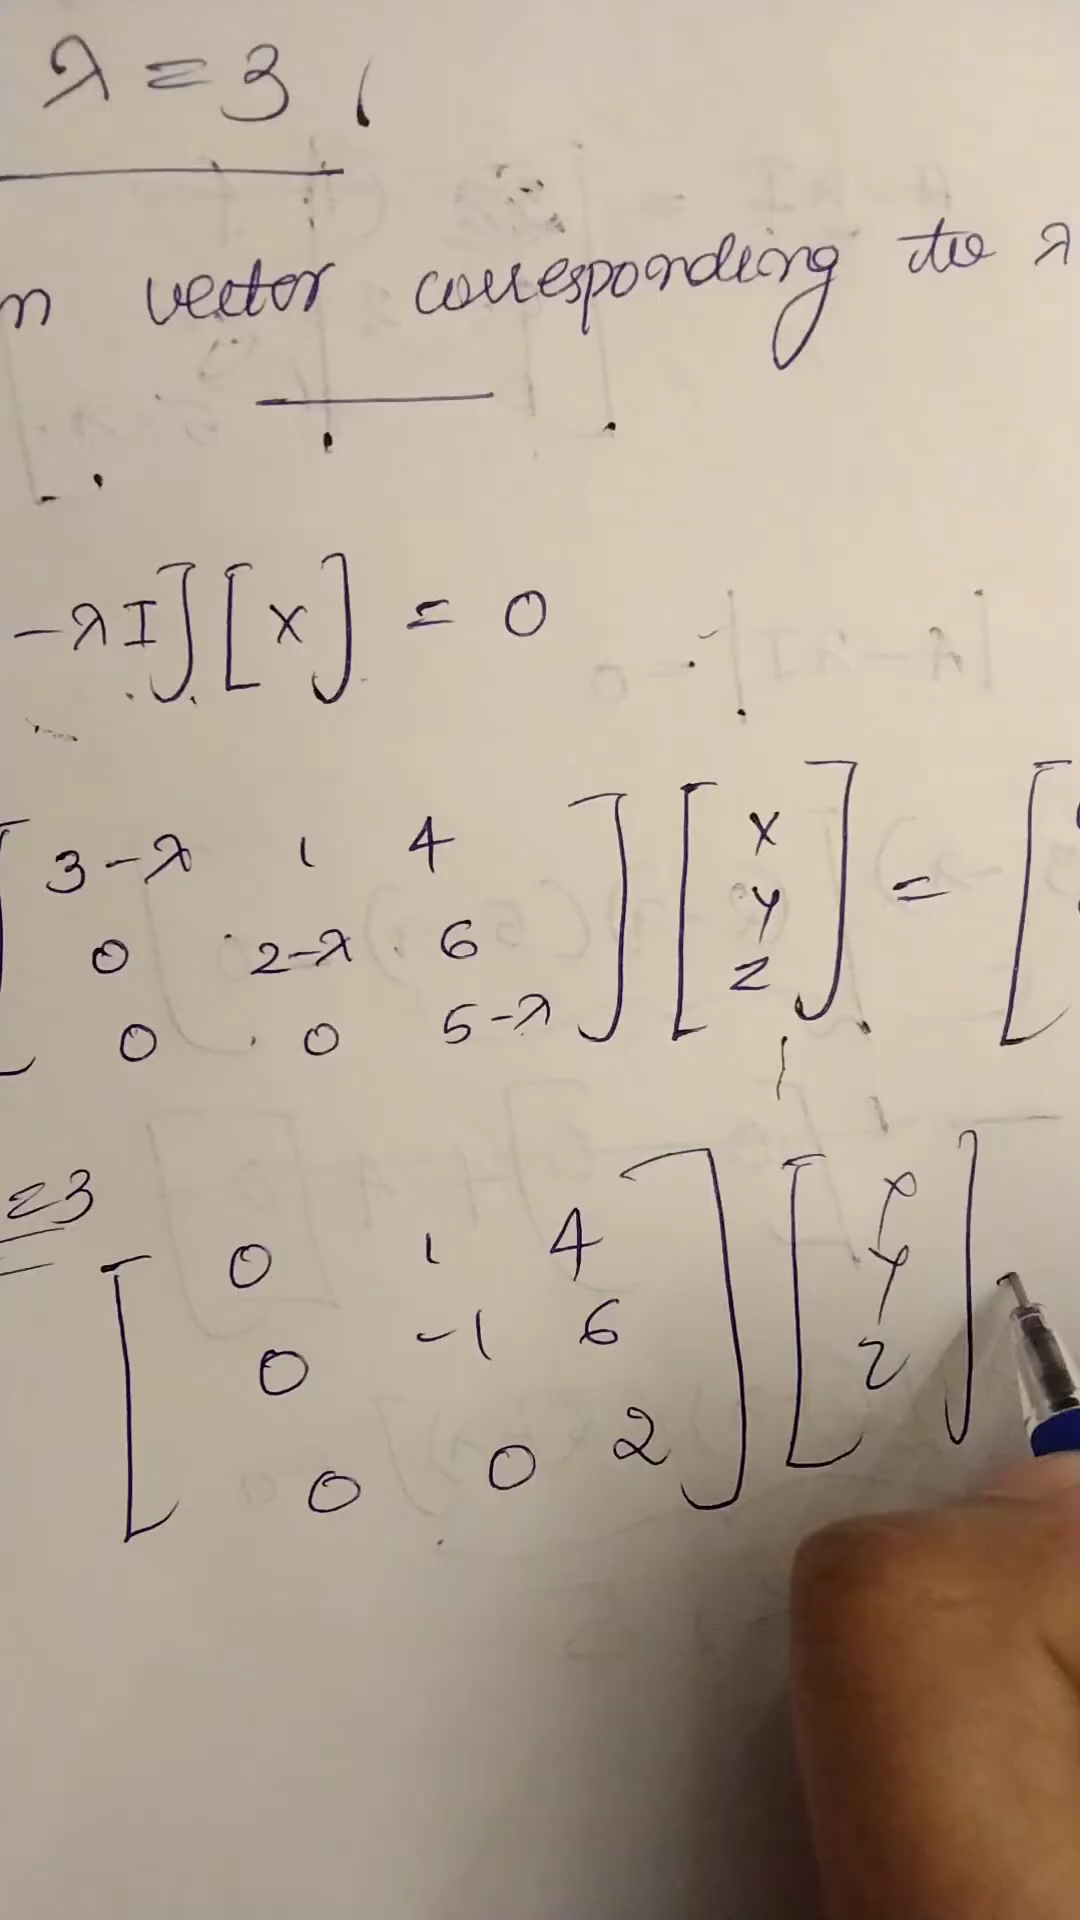 λ = 3,
n vector corresponding to λ
-λI] [x] = 0
[ 3-λ 1 4 ] [ x ] = [
0 2-λ 6 y
0 0 5-λ z
=3
[ 0 1 4 ] [ x ]
0 -1 6 y
0 0 2 z